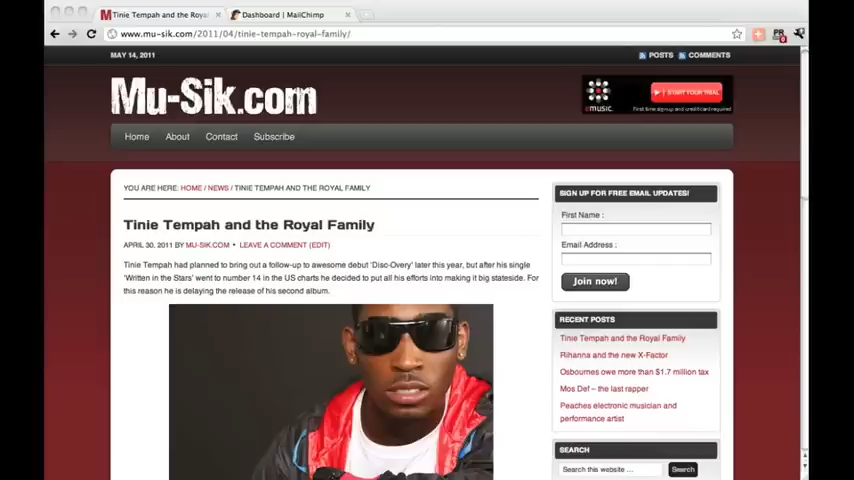 Tinie Tempah and the Royal
Dashboard | MailChimp
www.mu-sik.com/2011/04/tinie-tempah-royal-family/
MAY 14, 2011
POSTS
COMMENTS
Mu-Sik.com
emusic.
START YOUR TRIAL
First time signup and credit card required
Home
About
Contact
Subscribe
YOU ARE HERE: HOME / NEWS / TINIE TEMPAH AND THE ROYAL FAMILY
Tinie Tempah and the Royal Family
APRIL 30, 2011 BY MU-SIK.COM • LEAVE A COMMENT (EDIT)
Tinie Tempah had planned to bring out a follow-up to awesome debut 'Disc-Overy' later this year, but after his single
'Written in the Stars' went to number 14 in the US charts he decided to put all his efforts into making it big stateside. For
this reason he is delaying the release of his second album.
SIGN UP FOR FREE EMAIL UPDATES!
First Name :
Email Address :
Join now!
RECENT POSTS
Tinie Tempah and the Royal Family
Rihanna and the new X-Factor
Osbournes owe more than $1.7 million tax
Mos Def – the last rapper
Peaches electronic musician and
performance artist
SEARCH
Search this website ...
Search